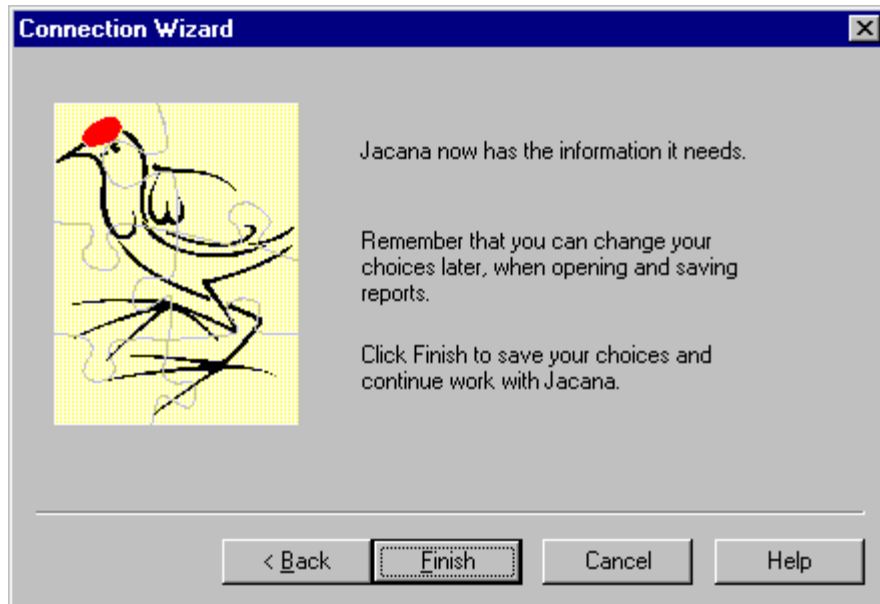 Connection Wizard
Jacana now has the information it needs.
Remember that you can change your
choices later, when opening and saving
reports.
Click Finish to save your choices and
continue work with Jacana.
< Back
Finish
Cancel
Help